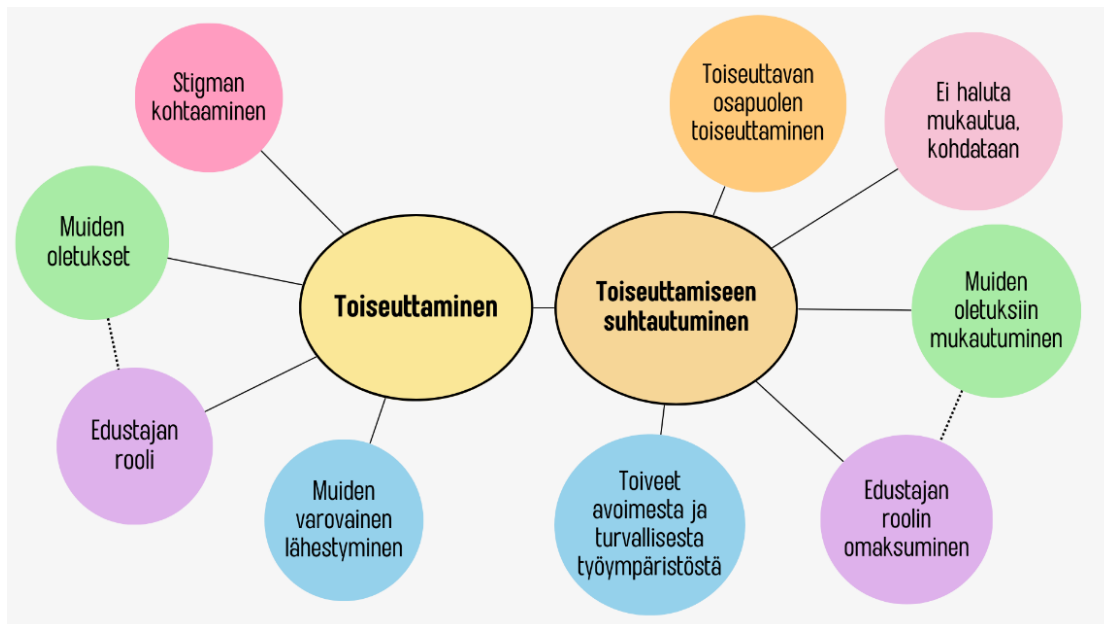 Stigman
kohtaaminen
Muiden
oletukset
Edustajan
rooli
Muiden
varovainen
lähestyminen
Toiseuttaminen
Toiseuttamiseen
suhtautuminen
Toiseuttavan
osapuolen
toiseuttaminen
Ei haluta
mukautua,
kohdataan
Muiden
oletuksiin
mukautuminen
Edustajan
roolin
omaksuminen
Toiveet
avoimesta ja
turvallisesta
työympäristöstä